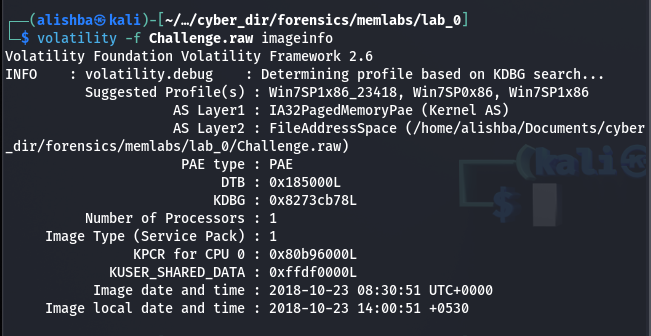 ┌──(alishba㉿kali)-[~/…/cyber_dir/forensics/memlabs/lab_0]
└─$ volatility -f Challenge.raw imageinfo
Volatility Foundation Volatility Framework 2.6
INFO    : volatility.debug    : Determining profile based on KDBG search...
          Suggested Profile(s) : Win7SP1x86_23418, Win7SP0x86, Win7SP1x86
                     AS Layer1 : IA32PagedMemoryPae (Kernel AS)
                     AS Layer2 : FileAddressSpace (/home/alishba/Documents/cyber
_dir/forensics/memlabs/lab_0/Challenge.raw)
                      PAE type : PAE
                           DTB : 0x185000L
                          KDBG : 0x8273cb78L
          Number of Processors : 1
     Image Type (Service Pack) : 1
                KPCR for CPU 0 : 0x80b96000L
             KUSER_SHARED_DATA : 0xffdf0000L
           Image date and time : 2018-10-23 08:30:51 UTC+0000
     Image local date and time : 2018-10-23 14:00:51 +0530
(kali㉿
$